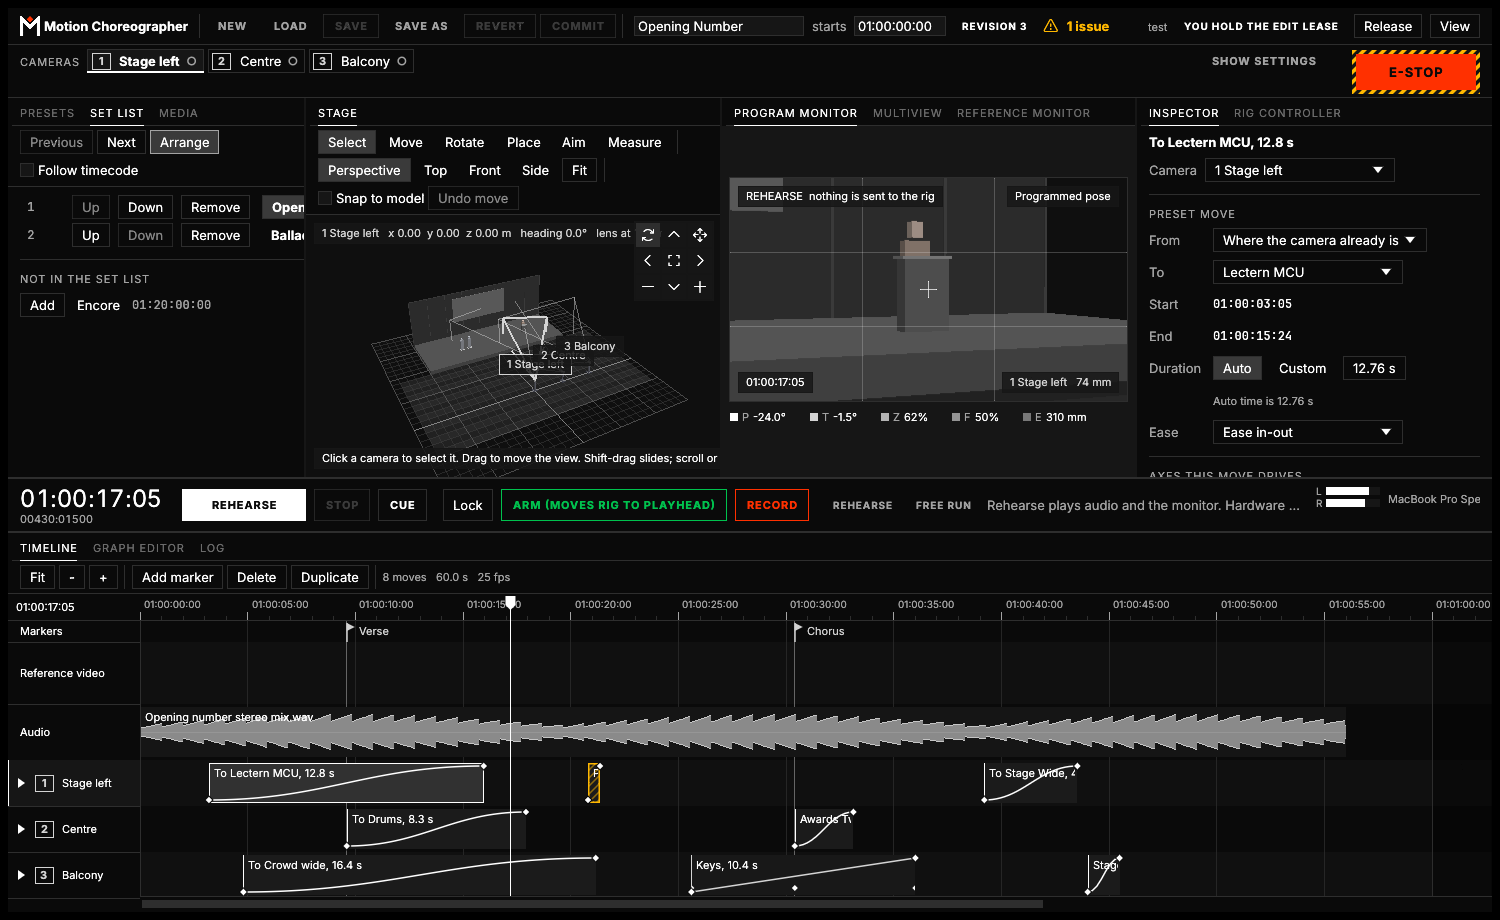 Motion Choreographer NEW LOAD SAVE SAVE AS REVERT COMMIT Opening Number starts 01:00:00:00 REVISION 3 1 issue test YOU HOLD THE EDIT LEASE Release View
CAMERAS 1 Stage left 2 Centre 3 Balcony SHOW SETTINGS E-STOP
PRESETS SET LIST MEDIA
Previous Next Arrange
Follow timecode
1 Up Down Remove Open
2 Up Down Remove Ballad
NOT IN THE SET LIST
Add Encore 01:20:00:00
STAGE
Select Move Rotate Place Aim Measure
Perspective Top Front Side Fit
Snap to model Undo move
1 Stage left x 0.00 y 0.00 z 0.00 m heading 0.0° lens at
3 Balcony
2 Centre
1 Stage left
Click a camera to select it. Drag to move the view. Shift-drag slides; scroll or
PROGRAM MONITOR MULTIVIEW REFERENCE MONITOR
REHEARSE nothing is sent to the rig Programmed pose
01:00:17:05 1 Stage left 74 mm
P -24.0° T -1.5° Z 62% F 50% E 310 mm
INSPECTOR RIG CONTROLLER
To Lectern MCU, 12.8 s
Camera 1 Stage left
PRESET MOVE
From Where the camera already is
To Lectern MCU
Start 01:00:03:05
End 01:00:15:24
Duration Auto Custom 12.76 s
Auto time is 12.76 s
Ease Ease in-out
AXES THIS MOVE DRIVES
01:00:17:05
00430:01500
REHEARSE STOP CUE Lock ARM (MOVES RIG TO PLAYHEAD) RECORD REHEARSE FREE RUN Rehearse plays audio and the monitor. Hardware ... L R MacBook Pro Spe
TIMELINE GRAPH EDITOR LOG
Fit - + Add marker Delete Duplicate 8 moves 60.0 s 25 fps
01:00:17:05 01:00:00:00 01:00:05:00 01:00:10:00 01:00:15:00 01:00:20:00 01:00:25:00 01:00:30:00 01:00:35:00 01:00:40:00 01:00:45:00 01:00:50:00 01:00:55:00 01:01:00:00
Markers Verse Chorus
Reference video
Audio Opening number stereo mix.wav
1 Stage left To Lectern MCU, 12.8 s To Stage Wide,
2 Centre To Drums, 8.3 s Awards
3 Balcony To Crowd wide, 16.4 s Keys, 10.4 s Stag